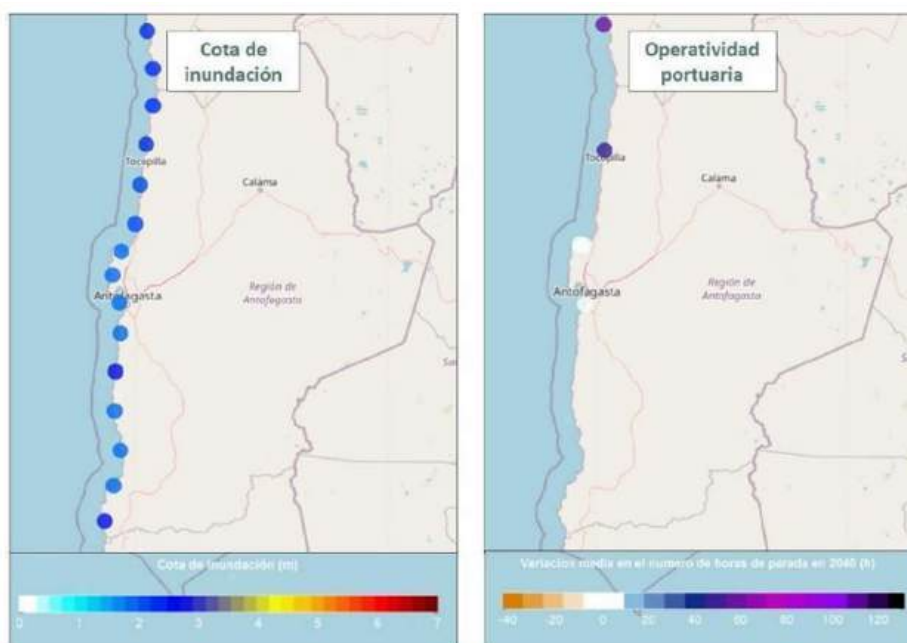 Cota de
inundación
Tocopilla
Calama
Región de
Antofagasta
Antofagasta
Cota de inundación (m)
0 1 2 3 4 5 6 7
Operatividad
portuaria
Tocopilla
Calama
Región de
Antofagasta
Antofagasta
Variación media en el numero de horas de parada en 2040 (h)
-40 -20 0 20 40 60 80 100 120